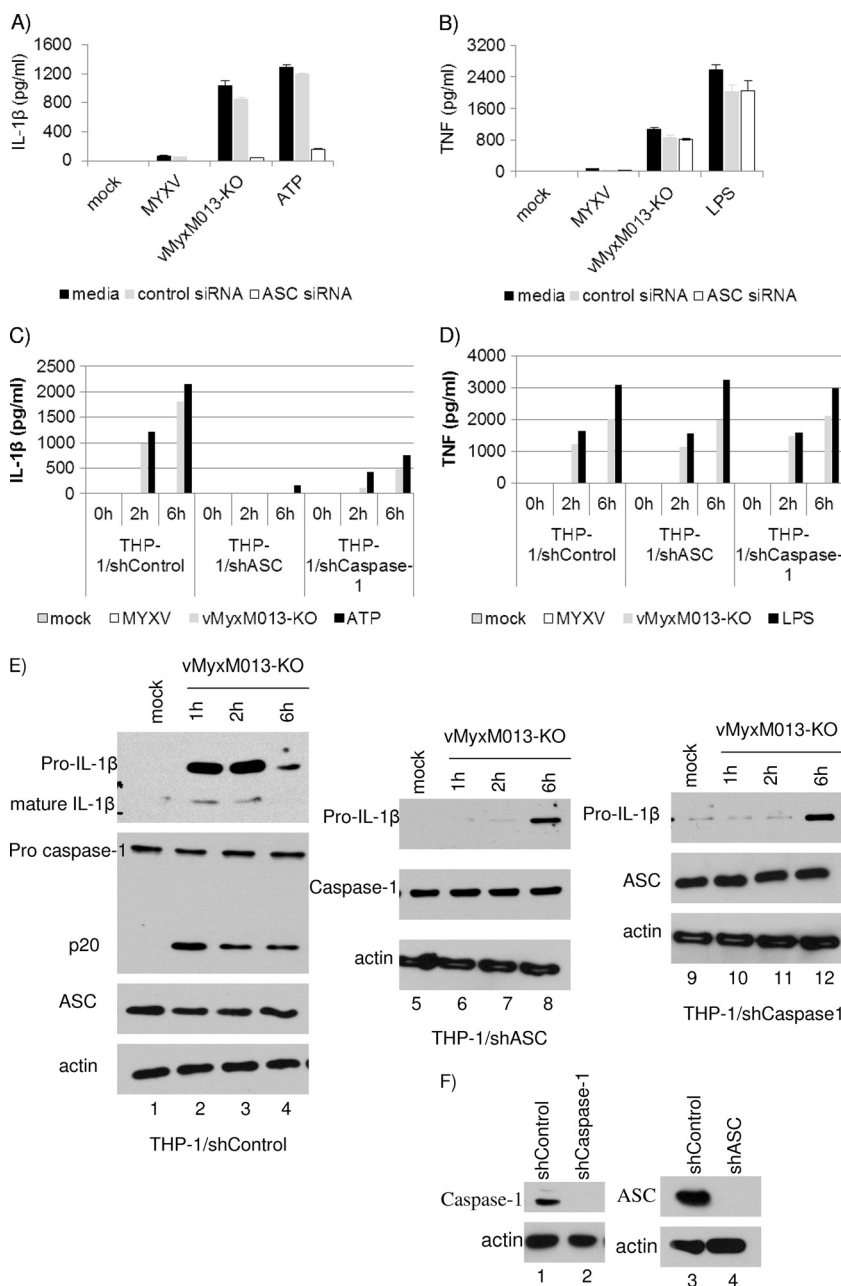 A)
IL-1β (pg/ml)
1600
1200
800
400
0
mock
MYXV
vMyxM013-KO
ATP
media control siRNA ASC siRNA
B)
TNF (pg/ml)
3200
2400
1600
800
0
mock
MYXV
vMyxM013-KO
LPS
media control siRNA ASC siRNA
C)
IL-1β (pg/ml)
2500
2000
1500
1000
500
0
0h 2h 6h 0h 2h 6h 0h 2h 6h
THP-1/shControl
THP-1/shASC
THP-1/shCaspase-1
mock MYXV vMyxM013-KO ATP
D)
TNF (pg/ml)
4000
3000
2000
1000
0
0h 2h 6h 0h 2h 6h 0h 2h 6h
THP-1/shControl
THP-1/shASC
THP-1/shCaspase-1
mock MYXV vMyxM013-KO LPS
E)
vMyxM013-KO
mock 1h 2h 6h
Pro-IL-1β
mature IL-1β
Pro caspase-1
p20
ASC
actin
1 2 3 4
THP-1/shControl
vMyxM013-KO
mock 1h 2h 6h
Pro-IL-1β
Caspase-1
actin
5 6 7 8
THP-1/shASC
vMyxM013-KO
mock 1h 2h 6h
Pro-IL-1β
ASC
actin
9 10 11 12
THP-1/shCaspase1
F)
shControl shCaspase-1
Caspase-1
actin
1 2
shControl shASC
ASC
actin
3 4